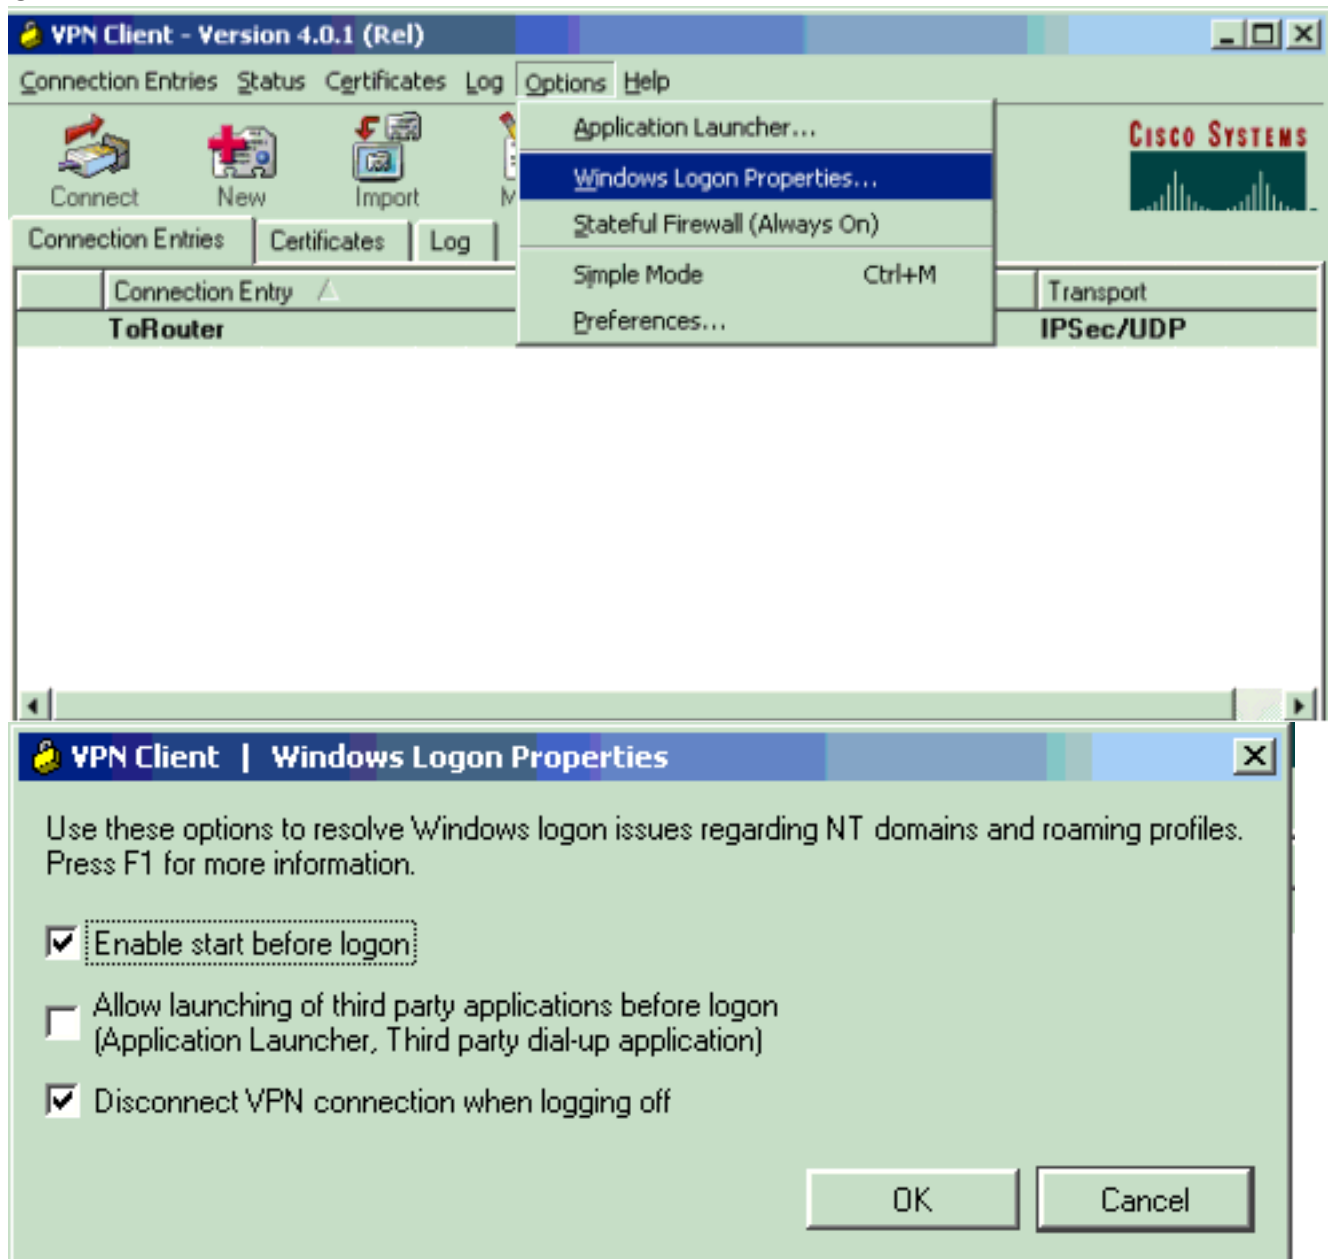 VPN Client - Version 4.0.1 (Rel)
Connection Entries Status Certificates Log Options Help
Application Launcher...
Windows Logon Properties...
Stateful Firewall (Always On)
Simple Mode Ctrl+M
Preferences...
CISCO SYSTEMS
Connect New Import M
Connection Entries Certificates Log
Connection Entry Transport
ToRouter IPSec/UDP
VPN Client | Windows Logon Properties
Use these options to resolve Windows logon issues regarding NT domains and roaming profiles.
Press F1 for more information.
Enable start before logon
Allow launching of third party applications before logon
(Application Launcher, Third party dial-up application)
Disconnect VPN connection when logging off
OK Cancel